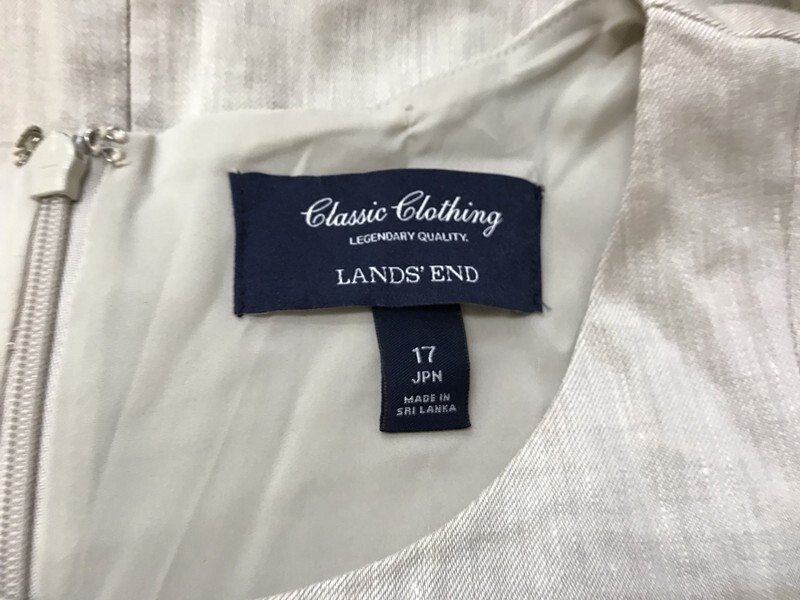 Classic Clothing
LEGENDARY QUALITY.
LANDS' END
17
JPN
MADE IN
SRI LANKA